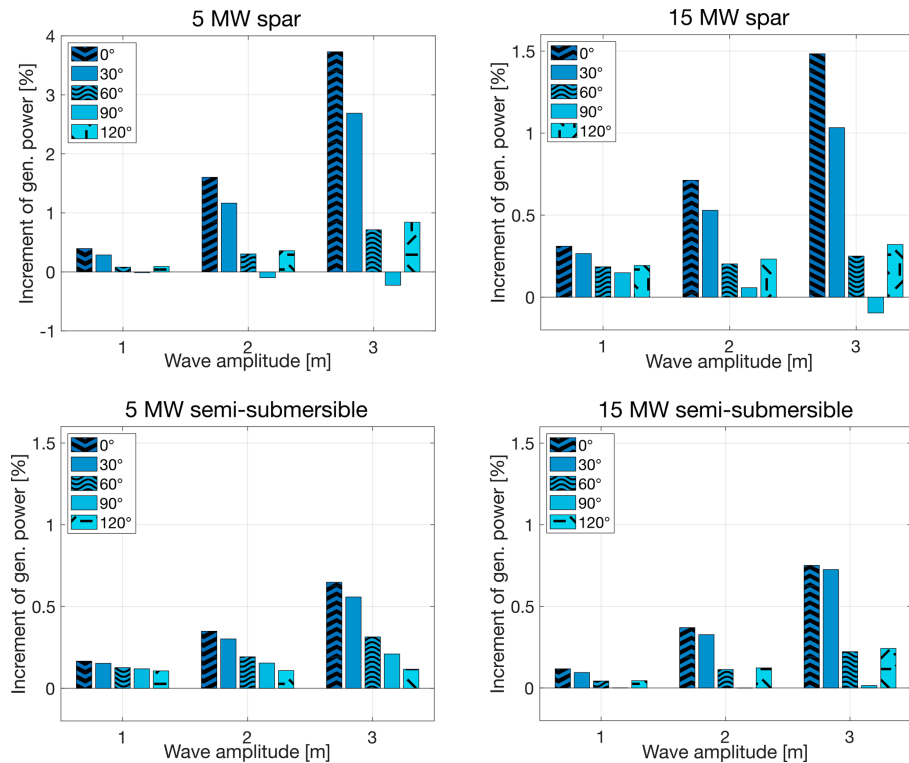 5 MW spar
Increment of gen. power [%]
4
3
2
1
0
-1
0°
30°
60°
90°
120°
1 2 3
Wave amplitude [m]
15 MW spar
Increment of gen. power [%]
1.5
1
0.5
0
0°
30°
60°
90°
120°
1 2 3
Wave amplitude [m]
5 MW semi-submersible
Increment of gen. power [%]
1.5
1
0.5
0
0°
30°
60°
90°
120°
1 2 3
Wave amplitude [m]
15 MW semi-submersible
Increment of gen. power [%]
1.5
1
0.5
0
0°
30°
60°
90°
120°
1 2 3
Wave amplitude [m]